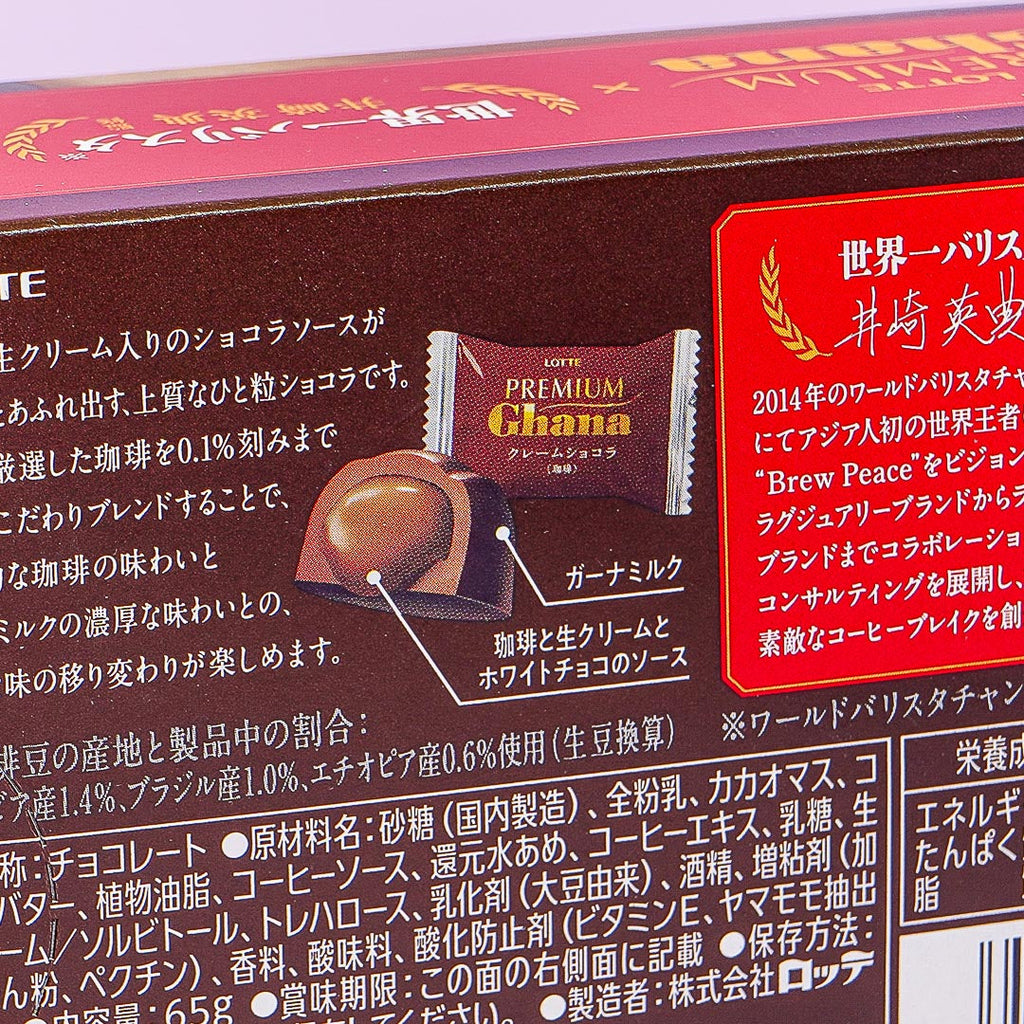 LOTTE
PREMIUM
Ghana
×
世界一バリスタ
井崎英典 監修
TTE
生クリーム入りのショコラソースが
とあふれ出す、上質なひと粒ショコラです。
厳選した珈琲を0.1%刻みまで
こだわりブレンドすることで、
な珈琲の味わいと
ミルクの濃厚な味わいとの、
味の移り変わりが楽しめます。
LOTTE
PREMIUM
Ghana
クレームショコラ
〔珈琲〕
ガーナミルク
珈琲と生クリームと
ホワイトチョコのソース
世界一バリス
井崎 英典
2014年のワールドバリスタチャ
にてアジア人初の世界王者
“Brew Peace”をビジョン
ラグジュアリーブランドから
ブランドまでコラボレーショ
コンサルティングを展開し、
素敵なコーヒーブレイクを創
※ワールドバリスタチャン
琲豆の産地と製品中の割合:
ビア産1.4%、ブラジル産1.0%、エチオピア産0.6%使用(生豆換算)
称:チョコレート ●原材料名:砂糖(国内製造)、全粉乳、カカオマス、コ
バター、植物油脂、コーヒーソース、還元水あめ、コーヒーエキス、乳糖、生
ーム/ソルビトール、トレハロース、乳化剤(大豆由来)、酒精、増粘剤(加
ん粉、ペクチン)、香料、酸味料、酸化防止剤(ビタミンE、ヤマモモ抽出
●内容量:65g ●賞味期限:この面の右側面に記載 ●保存方法:
てください。 ●製造者:株式会社ロッテ
栄養成
エネルギ
たんぱく
脂